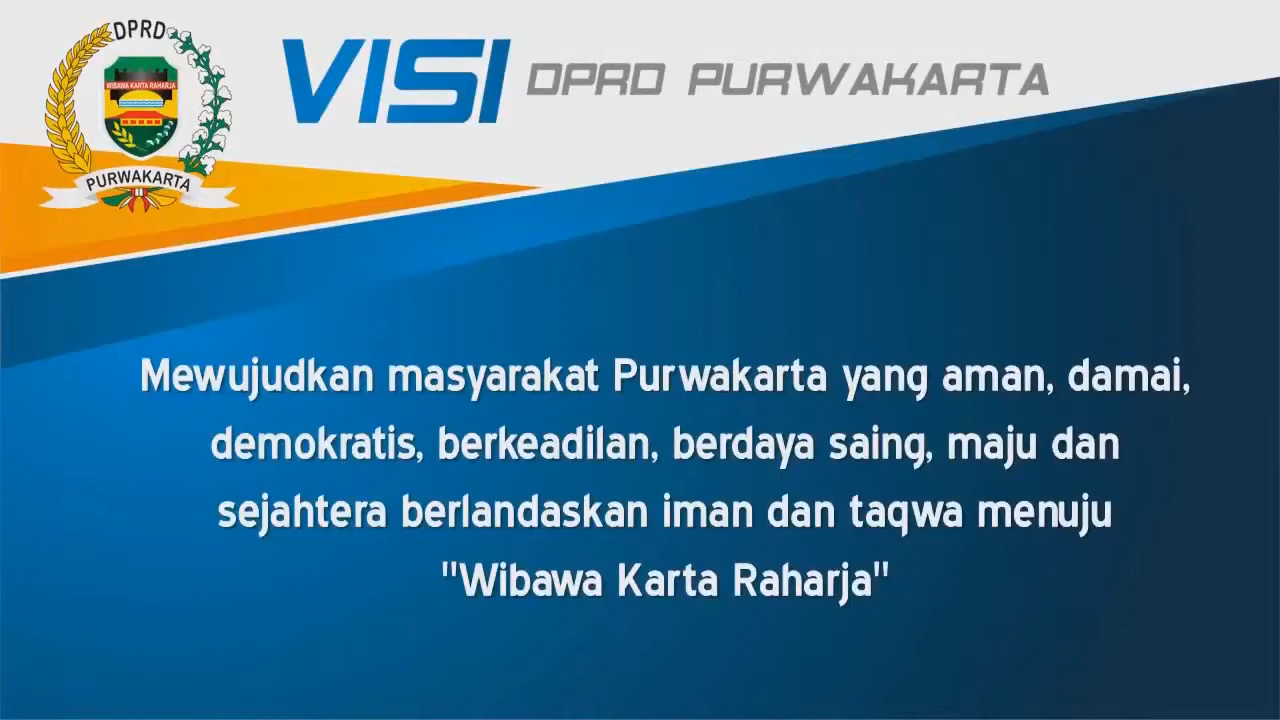 DPRD
WIBAWA KARTA RAHARJA
PURWAKARTA
VISI DPRD PURWAKARTA
Mewujudkan masyarakat Purwakarta yang aman, damai,
demokratis, berkeadilan, berdaya saing, maju dan
sejahtera berlandaskan iman dan taqwa menuju
"Wibawa Karta Raharja"